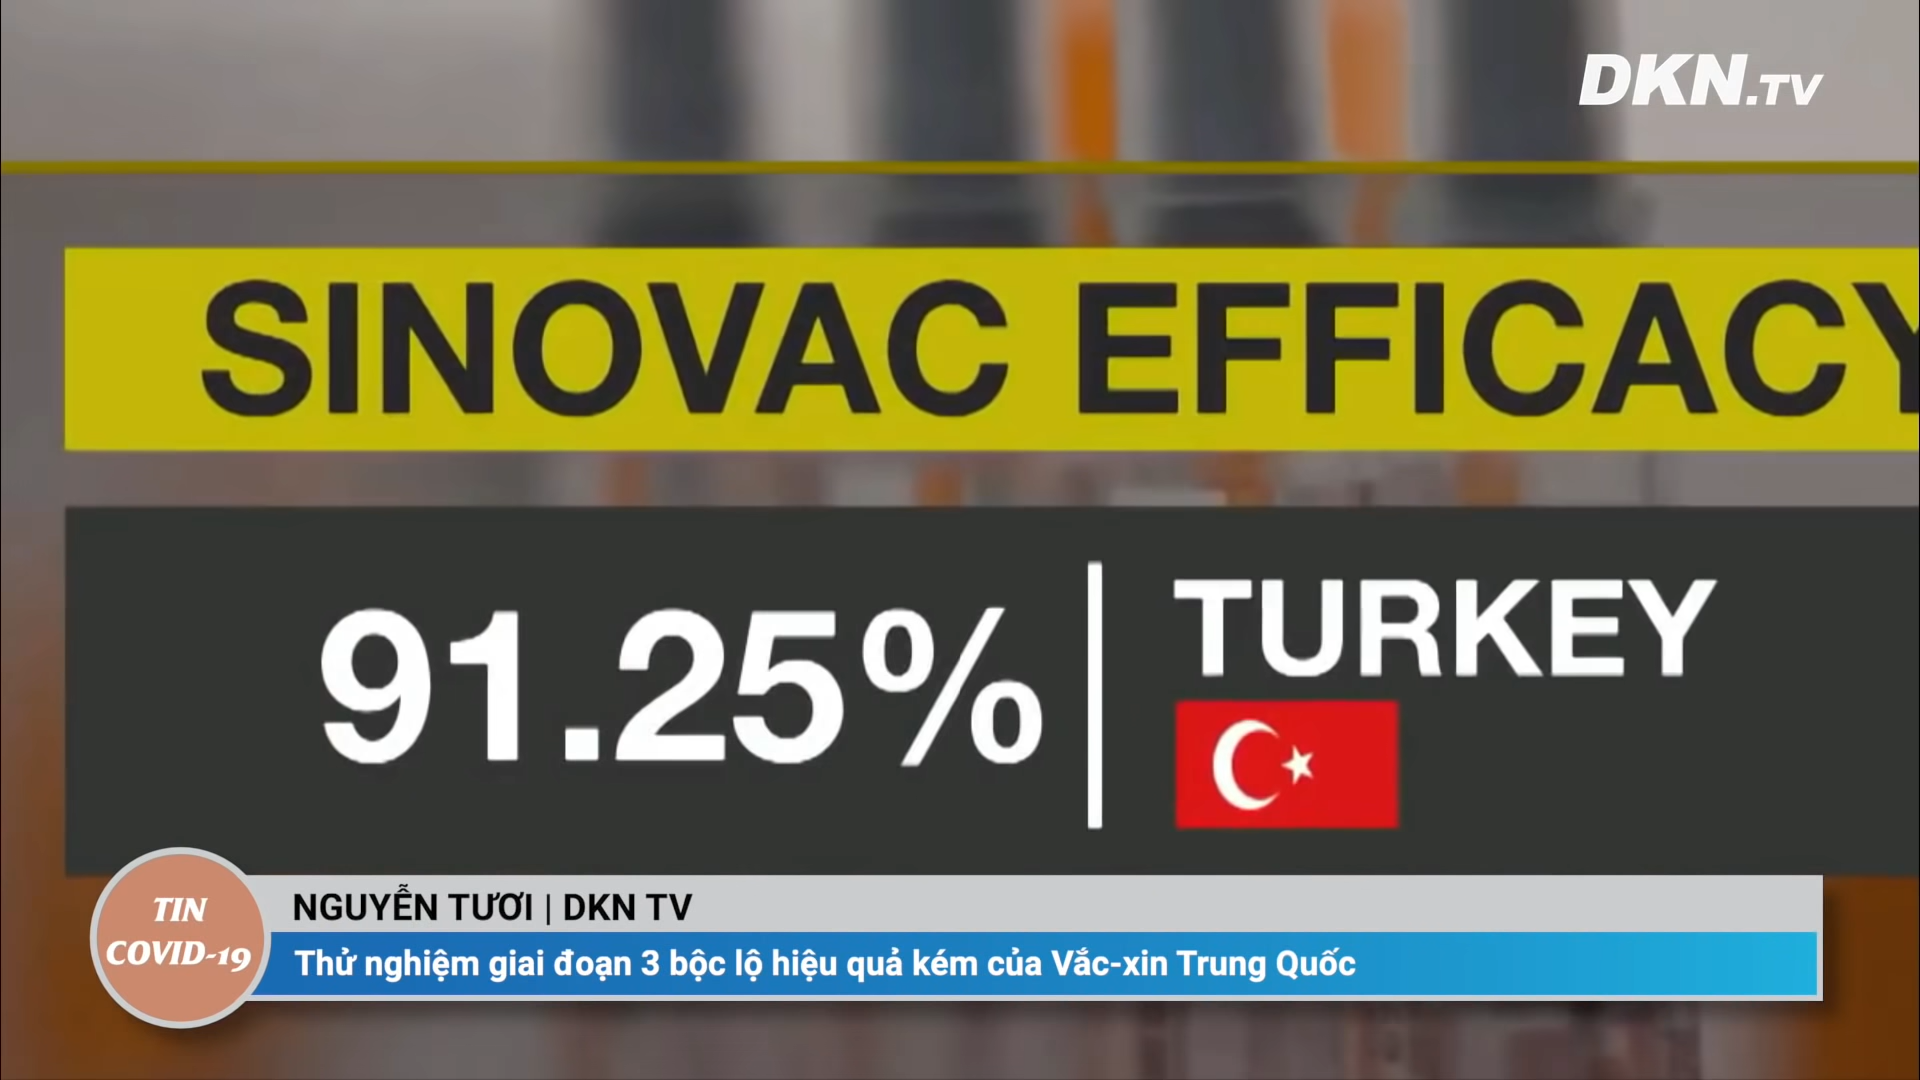 DKN.TV
SINOVAC EFFICACY
91.25%
TURKEY
TIN
COVID-19
NGUYỄN TƯƠI | DKN TV
Thử nghiệm giai đoạn 3 bộc lộ hiệu quả kém của Vắc-xin Trung Quốc